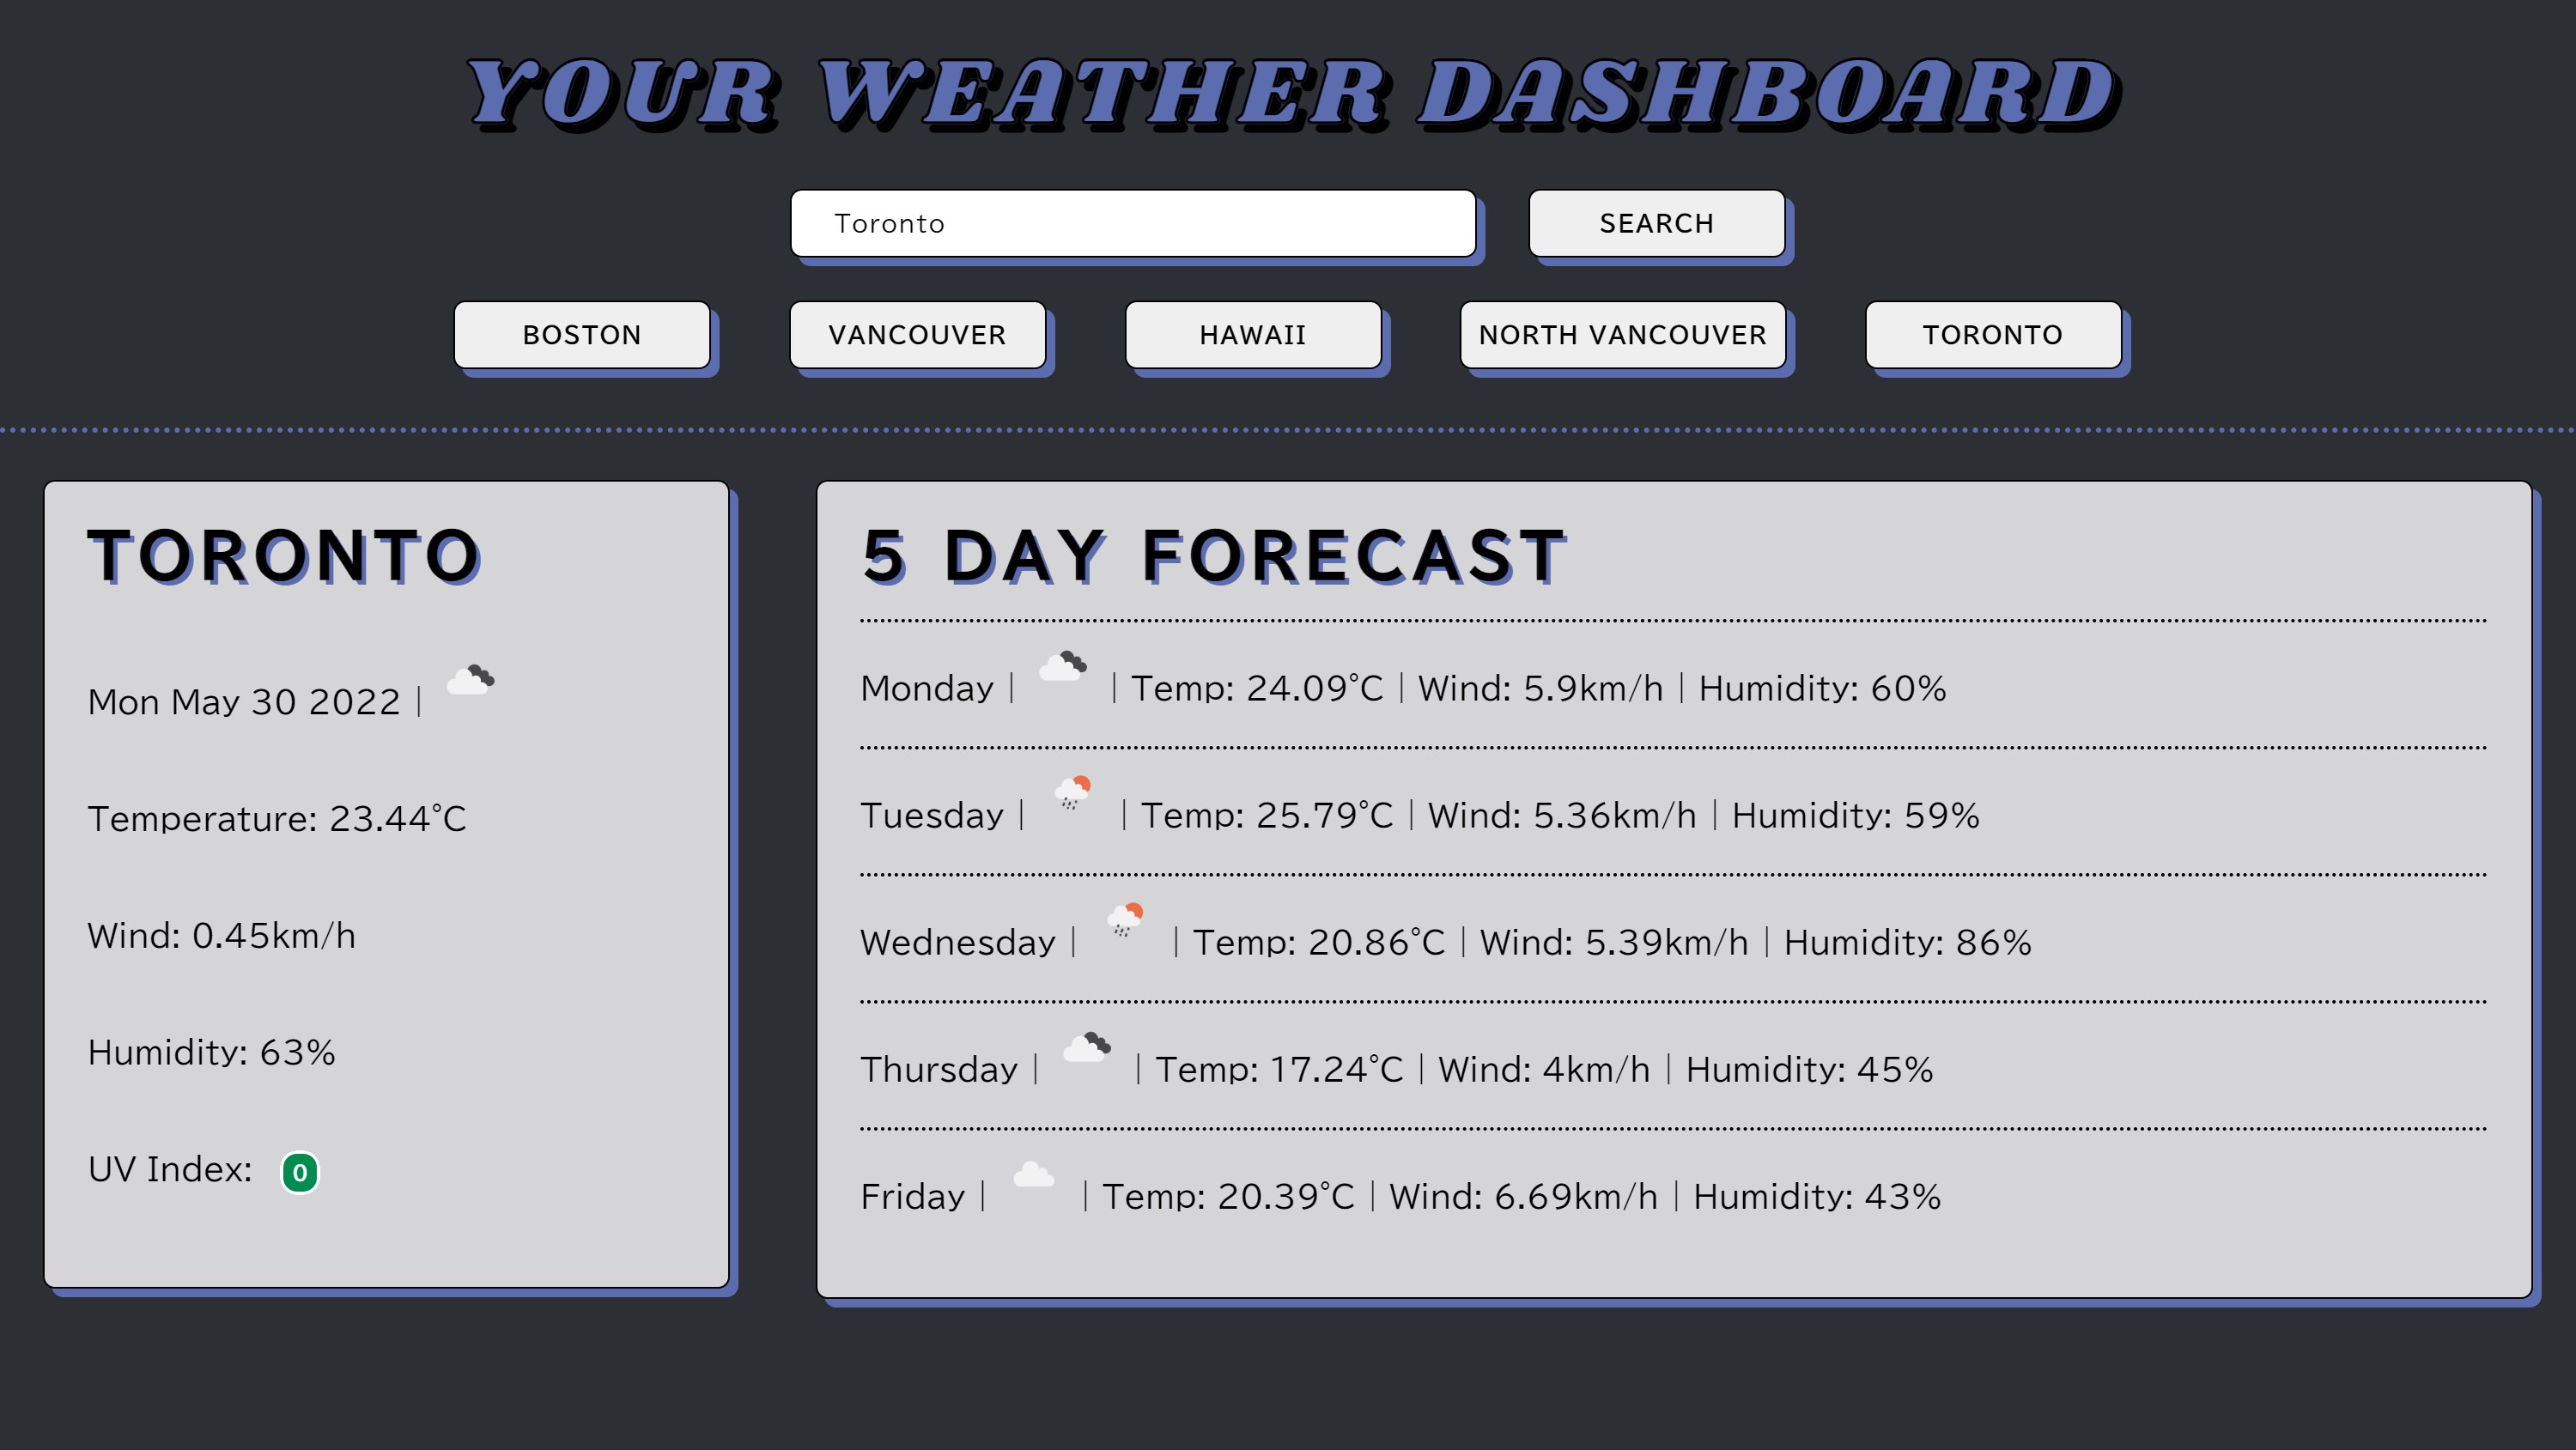 YOUR WEATHER DASHBOARD
Toronto
SEARCH
BOSTON
VANCOUVER
HAWAII
NORTH VANCOUVER
TORONTO
TORONTO
Mon May 30 2022 |
Temperature: 23.44°C
Wind: 0.45km/h
Humidity: 63%
UV Index: 0
5 DAY FORECAST
Monday | | Temp: 24.09°C | Wind: 5.9km/h | Humidity: 60%
Tuesday | | Temp: 25.79°C | Wind: 5.36km/h | Humidity: 59%
Wednesday | | Temp: 20.86°C | Wind: 5.39km/h | Humidity: 86%
Thursday | | Temp: 17.24°C | Wind: 4km/h | Humidity: 45%
Friday | | Temp: 20.39°C | Wind: 6.69km/h | Humidity: 43%